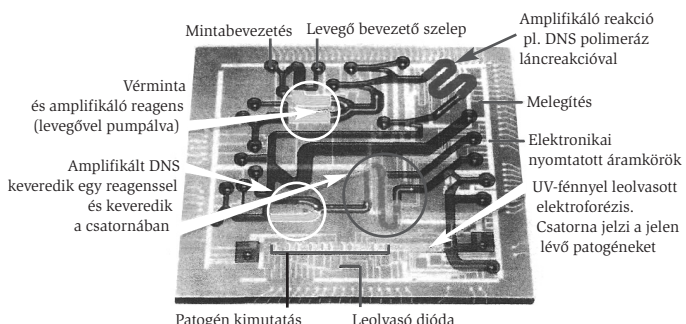 Mintabevezetés
Levegő bevezető szelep
Amplifikáló reakció
pl. DNS polimeráz
láncreakcióval
Vérminta
és amplifikáló reagens
(levegővel pumpálva)
Melegítés
Elektronikai
nyomtatott áramkörök
Amplifikált DNS
keveredik egy reagenssel
és keveredik
a csatornában
UV-fénnyel leolvasott
elektroforézis.
Csatorna jelzi a jelen
lévő patogéneket
Patogén kimutatás
Leolvasó dióda